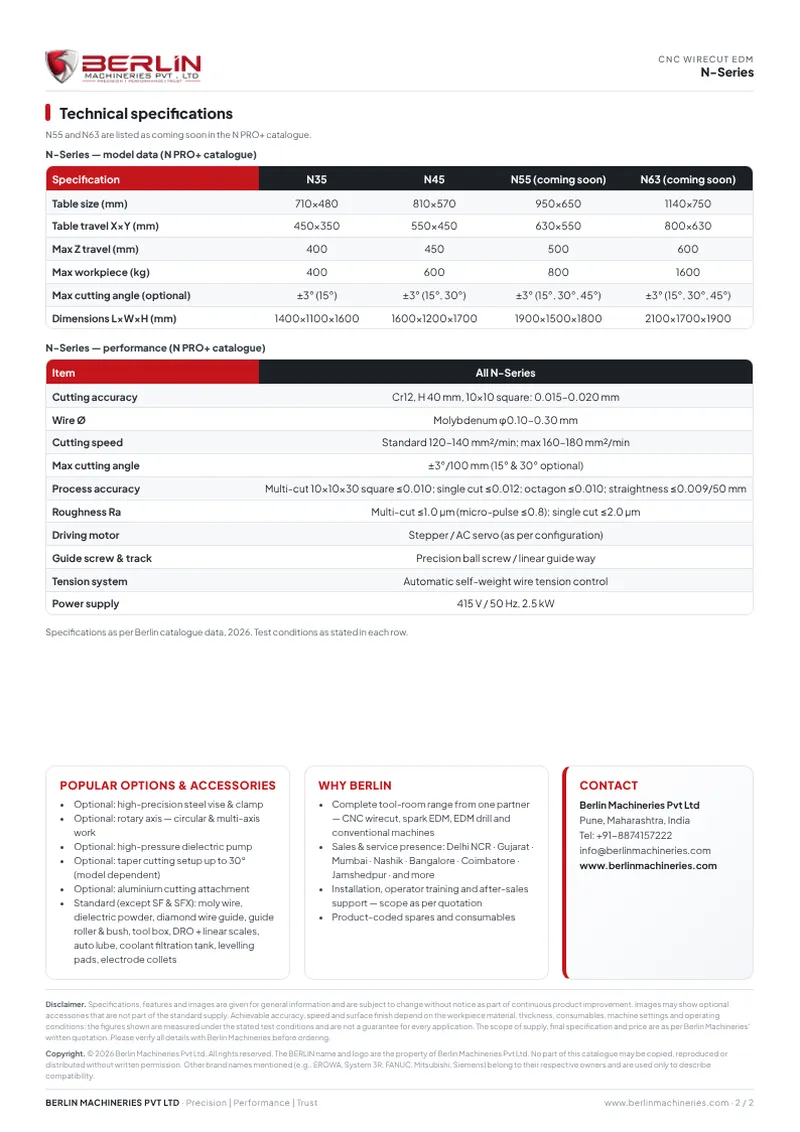 BERLIN
MACHINERIES PVT . LTD
PRECISION | PERFORMANCE | TRUST
CNC WIRECUT EDM
N–Series
Technical specifications
N55 and N63 are listed as coming soon in the N PRO+ catalogue.
N-Series — model data (N PRO+ catalogue)
Specification N35 N45 N55 (coming soon) N63 (coming soon)
Table size (mm) 710×480 810×570 950×650 1140×750
Table travel X×Y (mm) 450×350 550×450 630×550 800×630
Max Z travel (mm) 400 450 500 600
Max workpiece (kg) 400 600 800 1600
Max cutting angle (optional) ±3° (15°) ±3° (15°, 30°) ±3° (15°, 30°, 45°) ±3° (15°, 30°, 45°)
Dimensions L×W×H (mm) 1400×1100×1600 1600×1200×1700 1900×1500×1800 2100×1700×1900
N-Series — performance (N PRO+ catalogue)
Item All N-Series
Cutting accuracy Cr12, H 40 mm, 10×10 square: 0.015–0.020 mm
Wire Ø Molybdenum φ0.10–0.30 mm
Cutting speed Standard 120–140 mm²/min; max 160–180 mm²/min
Max cutting angle ±3°/100 mm (15° & 30° optional)
Process accuracy Multi-cut 10×10×30 square ≤0.010; single cut ≤0.012; octagon ≤0.010; straightness ≤0.009/50 mm
Roughness Ra Multi-cut ≤1.0 µm (micro-pulse ≤0.8); single cut ≤2.0 µm
Driving motor Stepper / AC servo (as per configuration)
Guide screw & track Precision ball screw / linear guide way
Tension system Automatic self-weight wire tension control
Power supply 415 V / 50 Hz, 2.5 kW
Specifications as per Berlin catalogue data, 2026. Test conditions as stated in each row.
POPULAR OPTIONS & ACCESSORIES
• Optional: high-precision steel vise & clamp
• Optional: rotary axis — circular & multi-axis
work
• Optional: high-pressure dielectric pump
• Optional: taper cutting setup up to 30°
(model dependent)
• Optional: aluminium cutting attachment
• Standard (except SF & SFX): moly wire,
dielectric powder, diamond wire guide, guide
roller & bush, tool box, DRO + linear scales,
auto lube, coolant filtration tank, levelling
pads, electrode collets
WHY BERLIN
• Complete tool-room range from one partner
— CNC wirecut, spark EDM, EDM drill and
conventional machines
• Sales & service presence: Delhi NCR · Gujarat ·
Mumbai · Nashik · Bangalore · Coimbatore ·
Jamshedpur · and more
• Installation, operator training and after-sales
support — scope as per quotation
• Product-coded spares and consumables
CONTACT
Berlin Machineries Pvt Ltd
Pune, Maharashtra, India
Tel: +91-8874157222
info@berlinmachineries.com
www.berlinmachineries.com
Disclaimer. Specifications, features and images are given for general information and are subject to change without notice as part of continuous product improvement. Images may show optional
accessories that are not part of the standard supply. Achievable accuracy, speed and surface finish depend on the workpiece material, thickness, consumables, machine settings and operating
conditions: the figures shown are measured under the stated test conditions and are not a guarantee for every application. The scope of supply, final specification and price are as per Berlin Machineries'
written quotation. Please verify all details with Berlin Machineries before ordering.
Copyright. © 2026 Berlin Machineries Pvt Ltd. All rights reserved. The BERLIN name and logo are the property of Berlin Machineries Pvt Ltd. No part of this catalogue may be copied, reproduced or
distributed without written permission. Other brand names mentioned (e.g., EROWA, System 3R, FANUC, Mitsubishi, Siemens) belong to their respective owners and are used only to describe
compatibility.
BERLIN MACHINERIES PVT LTD · Precision | Performance | Trust
www.berlinmachineries.com · 2 / 2